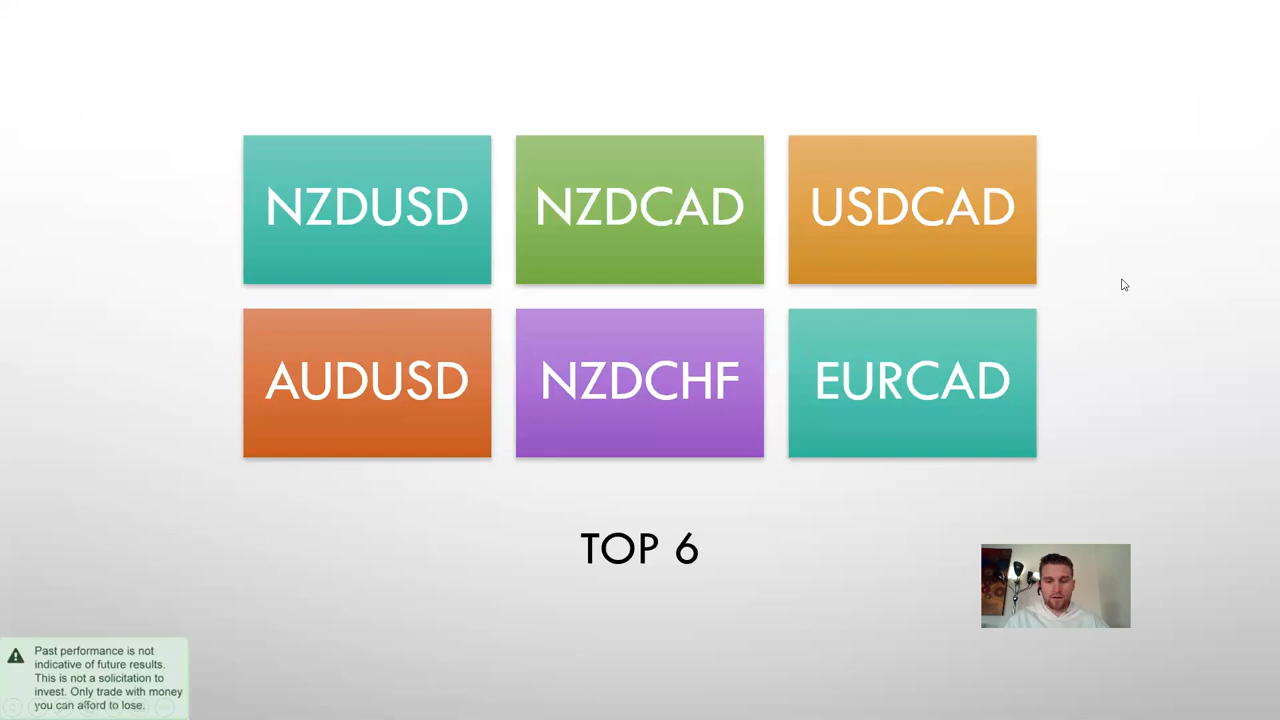 NZDUSD
NZDCAD
USDCAD
AUDUSD
NZDCHF
EURCAD
TOP 6
Past performance is not
indicative of future results.
This is not a solicitation to
invest. Only trade with money
you can afford to lose.